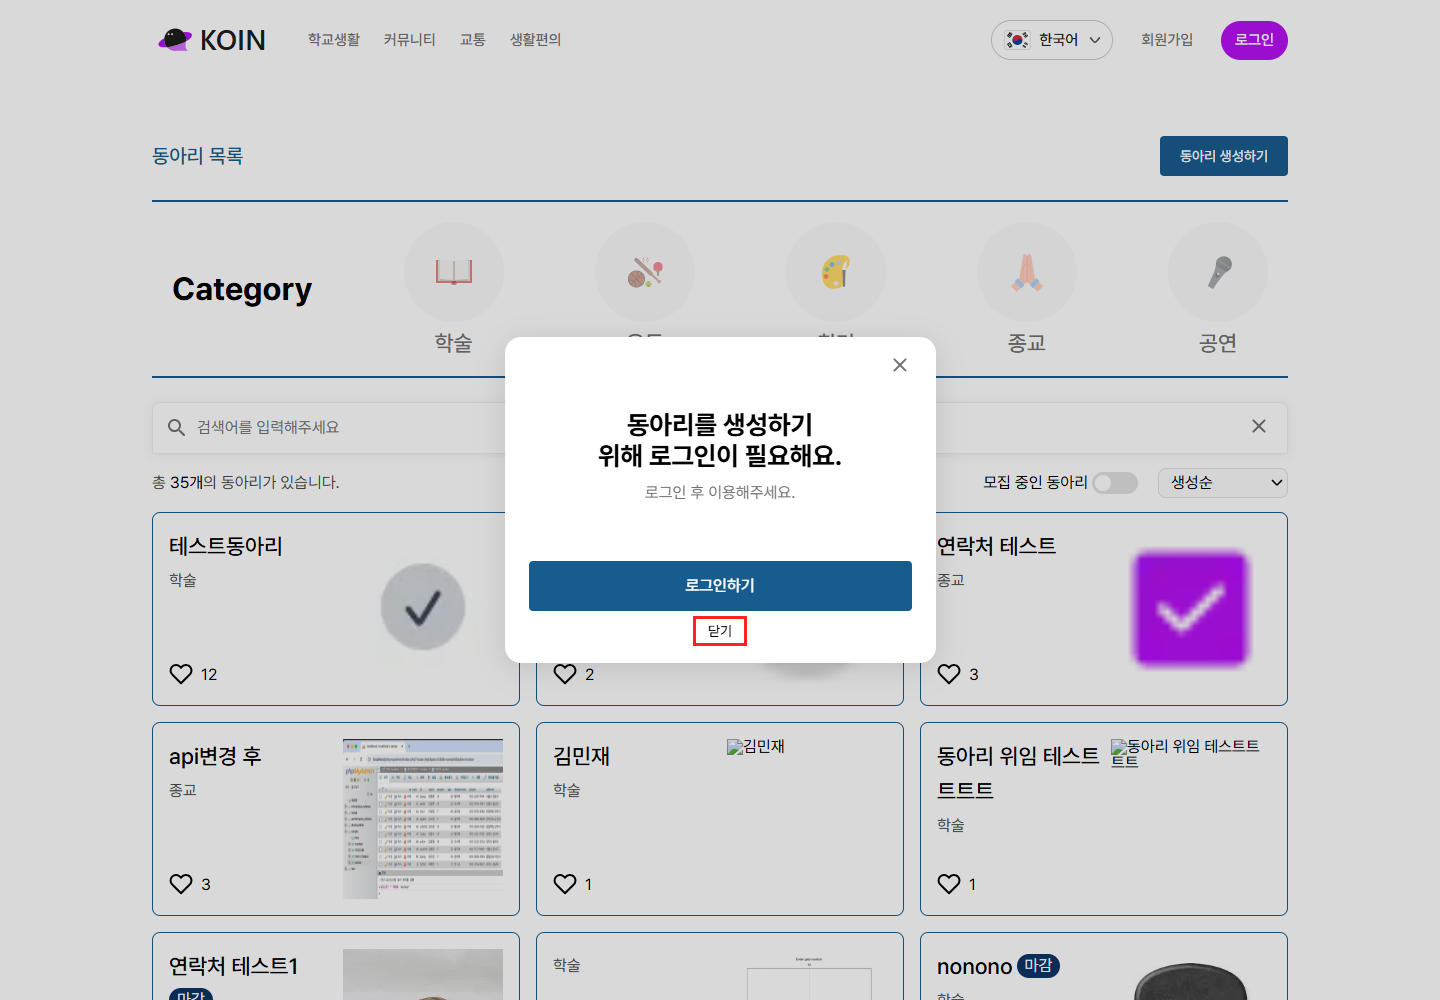 KOIN
학교생활
커뮤니티
교통
생활편의
한국어
회원가입
로그인
동아리 목록
동아리 생성하기
Category
학술
종교
공연
검색어를 입력해주세요
총 35개의 동아리가 있습니다.
모집 중인 동아리
생성순
동아리를 생성하기
위해 로그인이 필요해요.
로그인 후 이용해주세요.
로그인하기
닫기
테스트동아리
학술
12
2
연락처 테스트
종교
3
api변경 후
종교
phpMyAdmin
3
김민재
학술
김민재
1
동아리 위임 테스트
트트트
학술
동아리 위임 테스트트
트트
1
연락처 테스트1
마감
학술
nonono 마감
학술